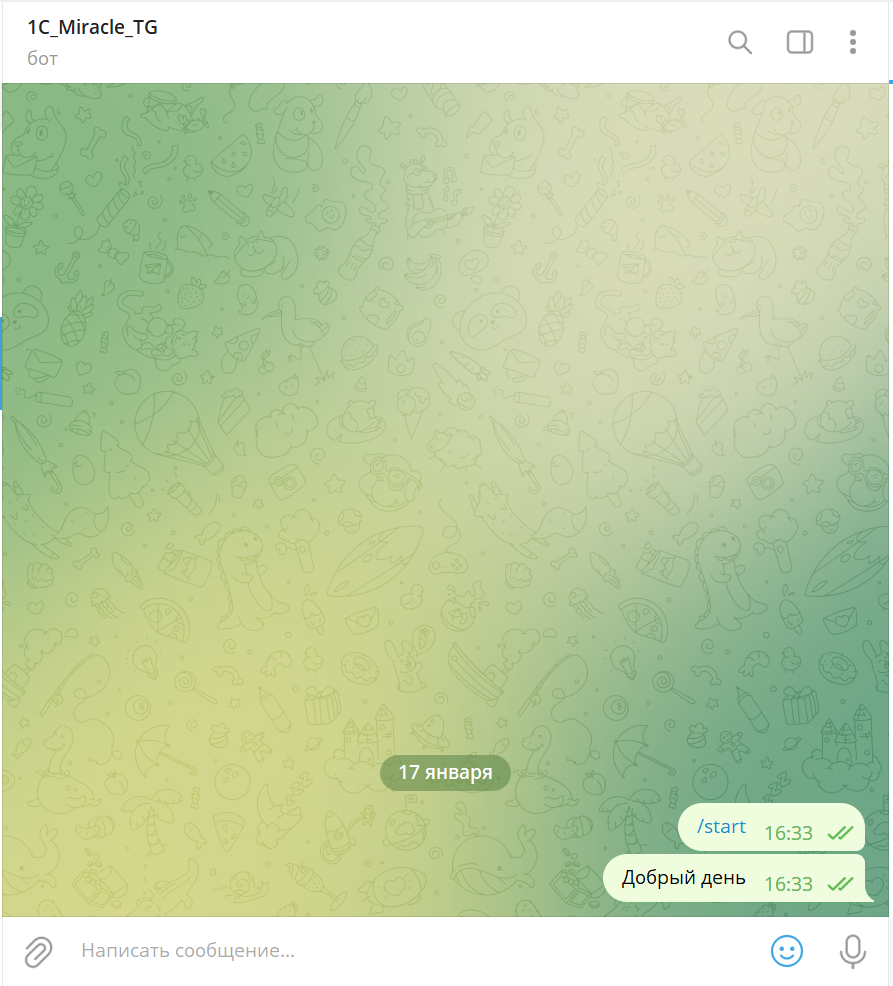 1C_Miracle_TG
бот
17 января
/start 16:33
Добрый день 16:33
Написать сообщение...